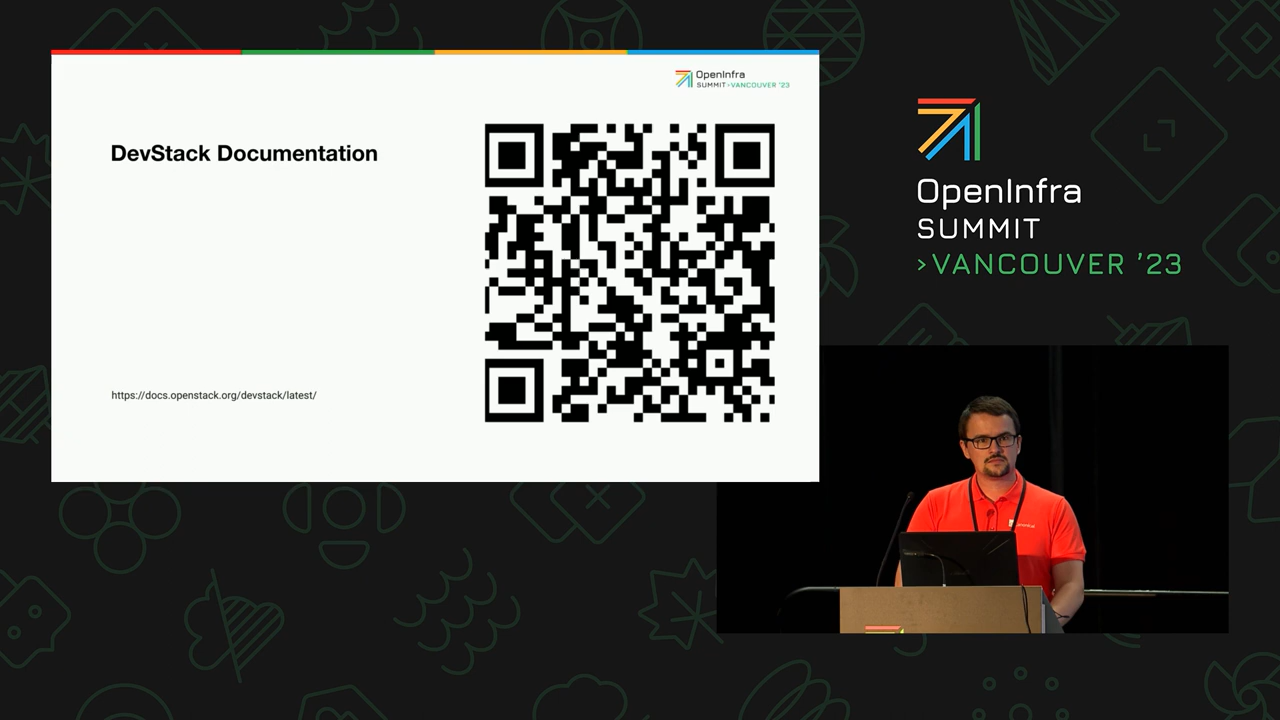 OpenInfra
SUMMIT >VANCOUVER '23
DevStack Documentation
https://docs.openstack.org/devstack/latest/
OpenInfra
SUMMIT
>VANCOUVER '23